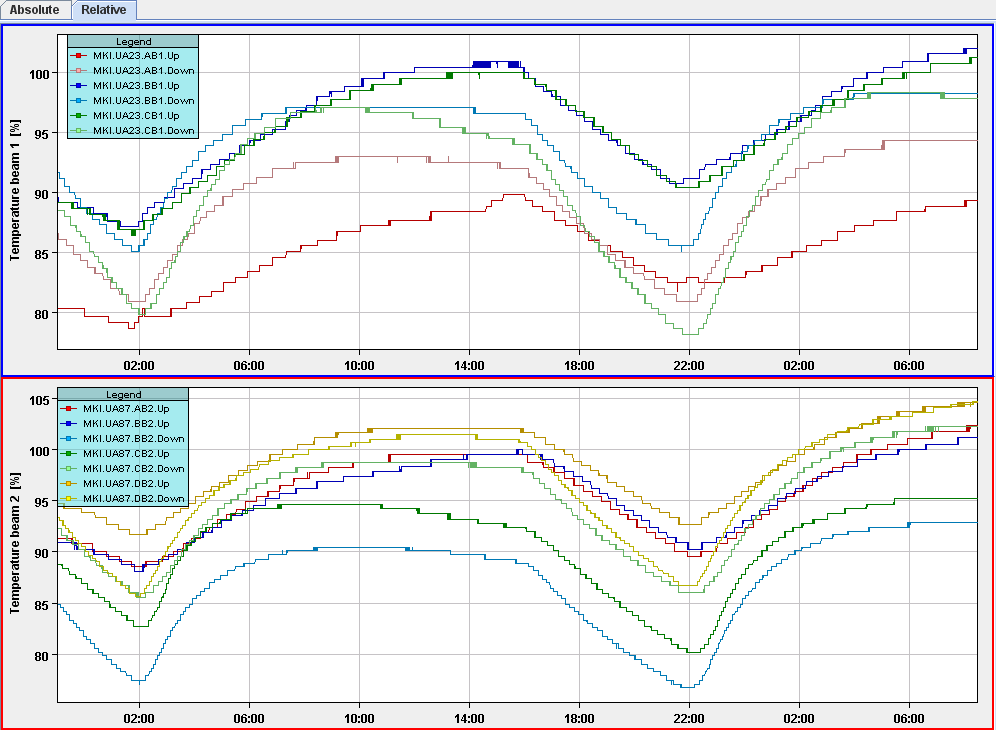 Absolute Relative
Temperature beam 1 [%]
100
95
90
85
80
Legend
MKI.UA23.AB1.Up
MKI.UA23.AB1.Down
MKI.UA23.BB1.Up
MKI.UA23.BB1.Down
MKI.UA23.CB1.Up
MKI.UA23.CB1.Down
02:00 06:00 10:00 14:00 18:00 22:00 02:00 06:00
Temperature beam 2 [%]
105
100
95
90
85
80
Legend
MKI.UA87.AB2.Up
MKI.UA87.BB2.Up
MKI.UA87.BB2.Down
MKI.UA87.CB2.Up
MKI.UA87.CB2.Down
MKI.UA87.DB2.Up
MKI.UA87.DB2.Down
02:00 06:00 10:00 14:00 18:00 22:00 02:00 06:00